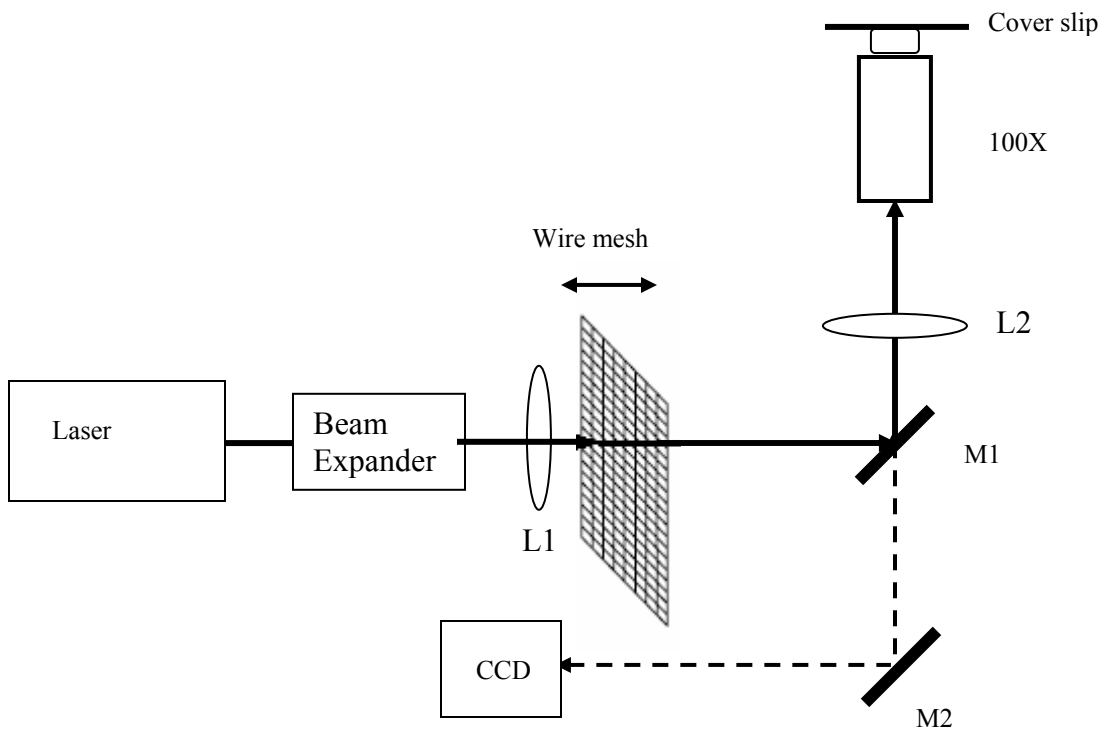 Cover slip
100X
Wire mesh
L2
Laser
Beam
Expander
M1
L1
CCD
M2